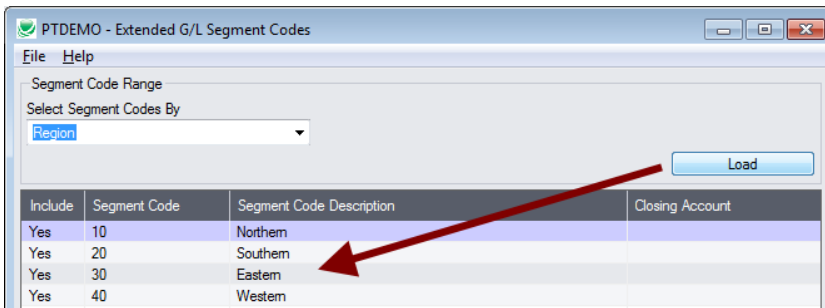 PTDEMO - Extended G/L Segment Codes
File Help
Segment Code Range
Select Segment Codes By
Region
Load
Include Segment Code Segment Code Description Closing Account
Yes 10 Northern
Yes 20 Southern
Yes 30 Eastern
Yes 40 Western